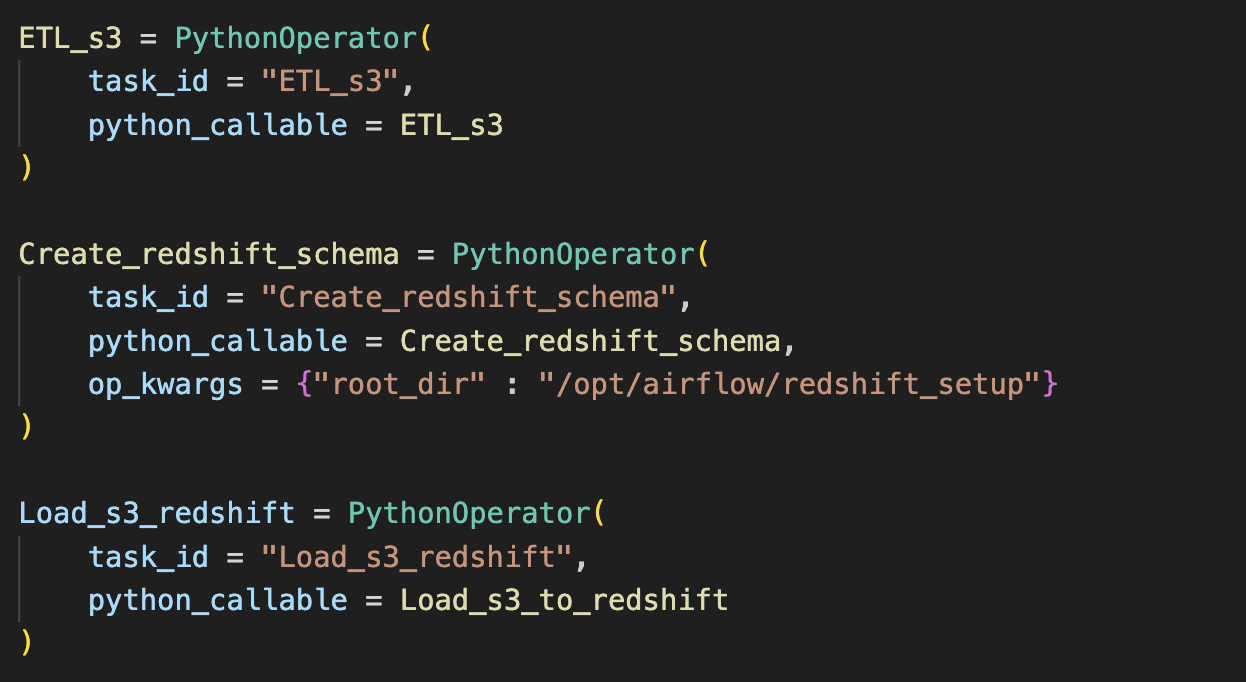 ETL_s3 = PythonOperator(
    task_id = "ETL_s3",
    python_callable = ETL_s3
)

Create_redshift_schema = PythonOperator(
    task_id = "Create_redshift_schema",
    python_callable = Create_redshift_schema,
    op_kwargs = {"root_dir" : "/opt/airflow/redshift_setup"}
)

Load_s3_redshift = PythonOperator(
    task_id = "Load_s3_redshift",
    python_callable = Load_s3_to_redshift
)